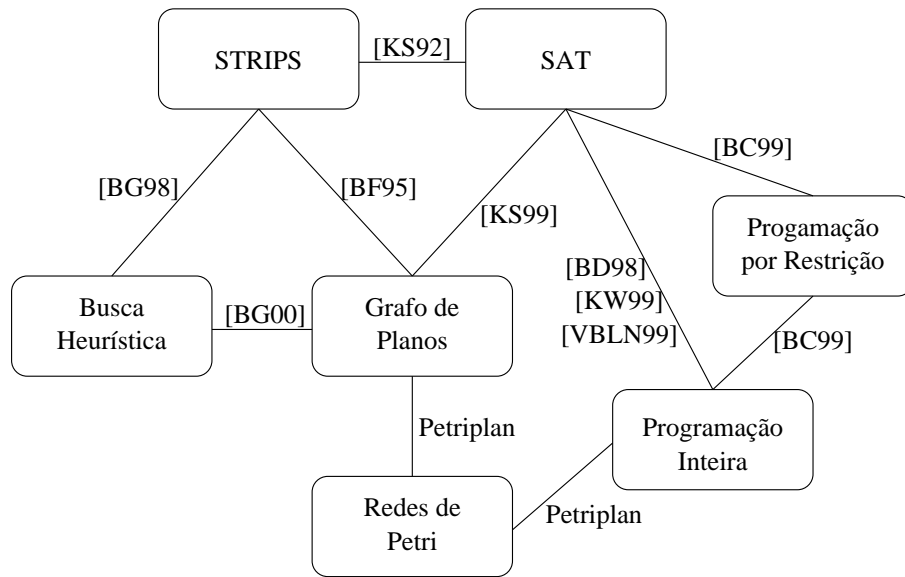 STRIPS
[KS92]
SAT
[BG98]
[BF95]
[KS99]
[BC99]
Progamação
por Restrição
[BD98]
[KW99]
[VBLN99]
[BC99]
Busca
Heurística
[BG00]
Grafo de
Planos
Petriplan
Programação
Inteira
Redes de
Petri
Petriplan